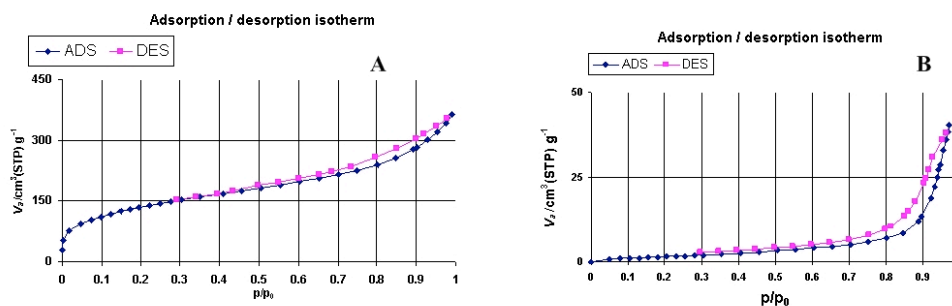 Adsorption / desorption isotherm
ADS DES
A
450
300
150
0
V₂/cm³(STP) g⁻¹
0 0.1 0.2 0.3 0.4 0.5 0.6 0.7 0.8 0.9 1
p/p₀
Adsorption / desorption isotherm
ADS DES
B
50
25
0
V₂/cm³(STP) g⁻¹
0 0.1 0.2 0.3 0.4 0.5 0.6 0.7 0.8 0.9
p/p₀